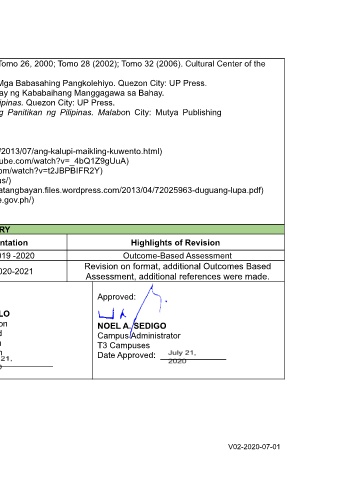 Tomo 26, 2000; Tomo 28 (2002); Tomo 32 (2006). Cultural Center of the
Mga Babasahing Pangkolehiyo. Quezon City: UP Press.
ay ng Kababaihang Manggagawa sa Bahay.
ipinas. Quezon City: UP Press.
g Panitikan ng Pilipinas. Malabon City: Mutya Publishing
/2013/07/ang-kalupi-maikling-kuwento.html)
ube.com/watch?v=_4bQ1Z9gUuA)
om/watch?v=t2JBPBIFR2Y)
s/)
atangbayan.files.wordpress.com/2013/04/72025963-duguang-lupa.pdf)
e.gov.ph/)
RY
ntation Highlights of Revision
019 -2020 Outcome-Based Assessment
020-2021 Revision on format, additional Outcomes Based
Assessment, additional references were made.
Approved:
LO
NOEL A. SEDIGO
on Campus Administrator
d T3 Campuses
n Date Approved: July 21,
2020
21,
V02-2020-07-01